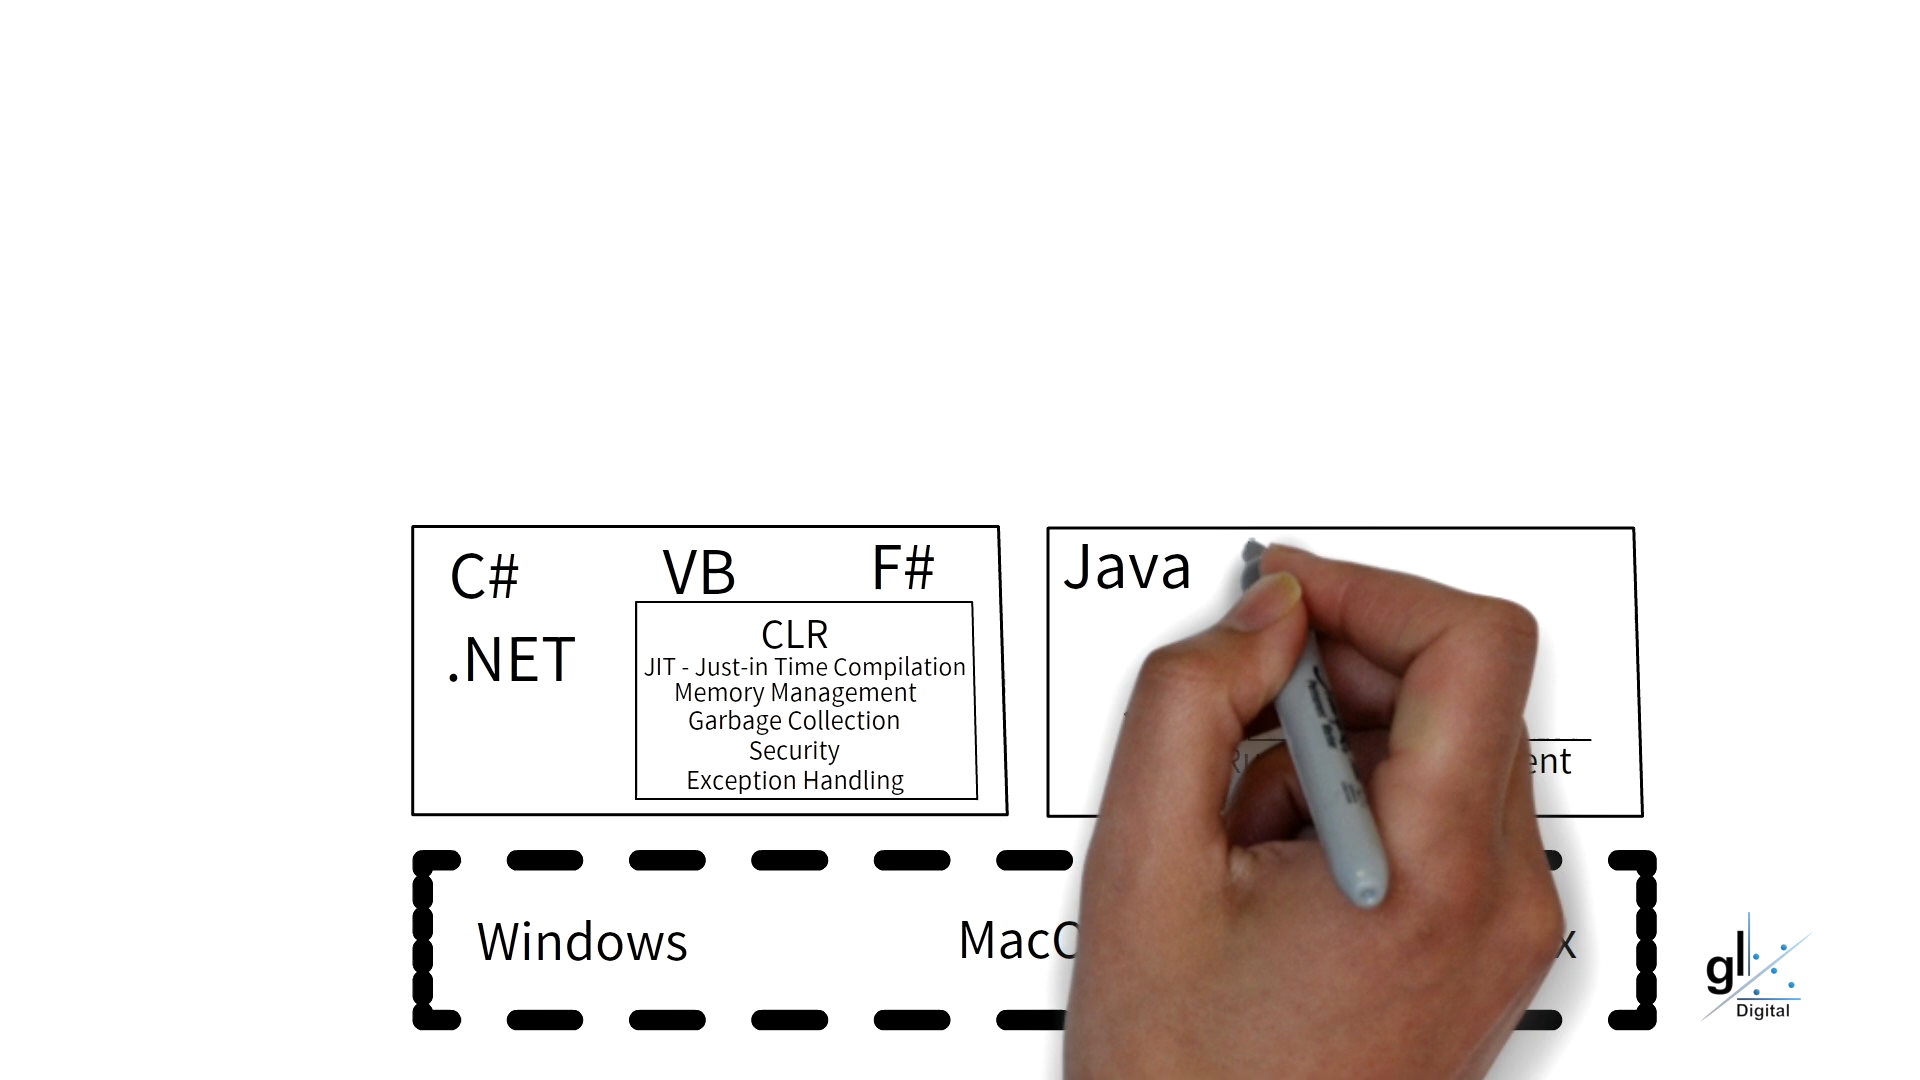 C# VB F#
.NET
CLR
JIT - Just-in Time Compilation
Memory Management
Garbage Collection
Security
Exception Handling
Java
Windows
gl
Digital